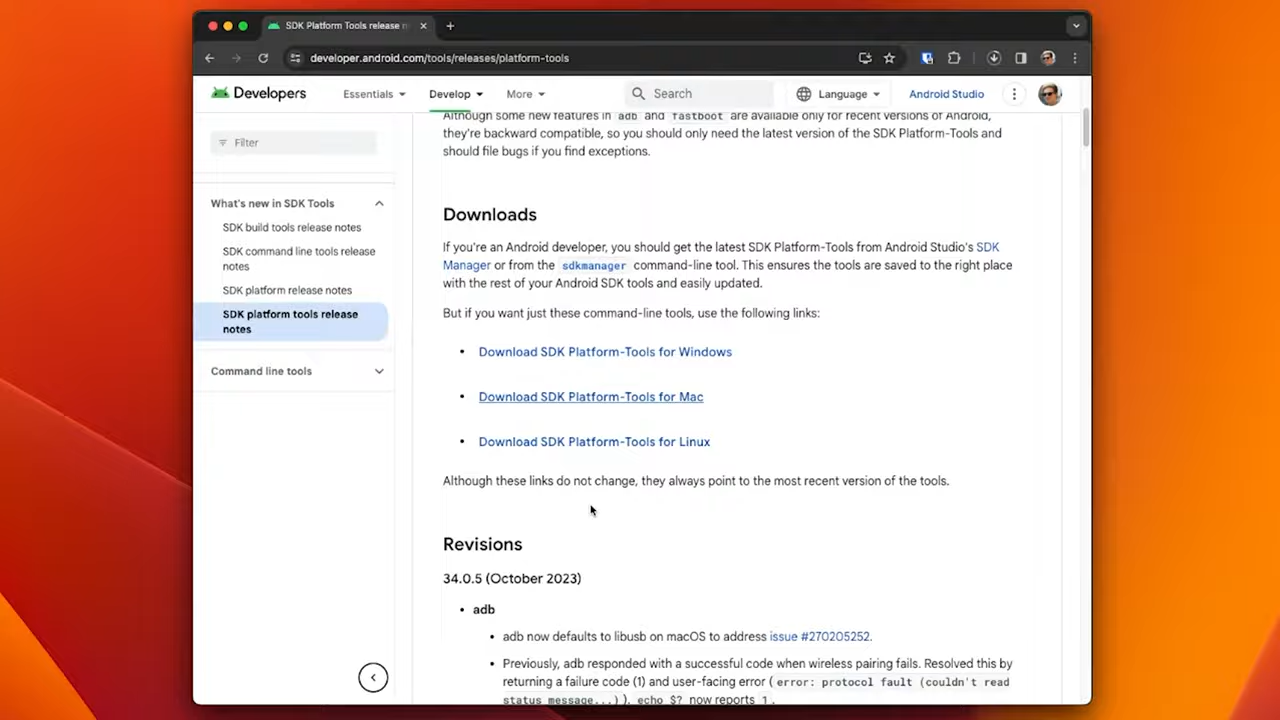 SDK Platform Tools release n
developer.android.com/tools/releases/platform-tools
Developers
Essentials
Develop
More
Search
Language
Android Studio
Filter
What's new in SDK Tools
SDK build tools release notes
SDK command line tools release
notes
SDK platform release notes
SDK platform tools release
notes
Command line tools
Although some new features in adb and fastboot are available only for recent versions of Android,
they're backward compatible, so you should only need the latest version of the SDK Platform-Tools and
should file bugs if you find exceptions.
Downloads
If you're an Android developer, you should get the latest SDK Platform-Tools from Android Studio's SDK
Manager or from the sdkmanager command-line tool. This ensures the tools are saved to the right place
with the rest of your Android SDK tools and easily updated.
But if you want just these command-line tools, use the following links:
• Download SDK Platform-Tools for Windows
• Download SDK Platform-Tools for Mac
• Download SDK Platform-Tools for Linux
Although these links do not change, they always point to the most recent version of the tools.
Revisions
34.0.5 (October 2023)
• adb
• adb now defaults to libusb on macOS to address issue #270205252.
• Previously, adb responded with a successful code when wireless pairing fails. Resolved this by
returning a failure code (1) and user-facing error ( error: protocol fault (couldn't read
status message...) ). echo $? now reports 1 .